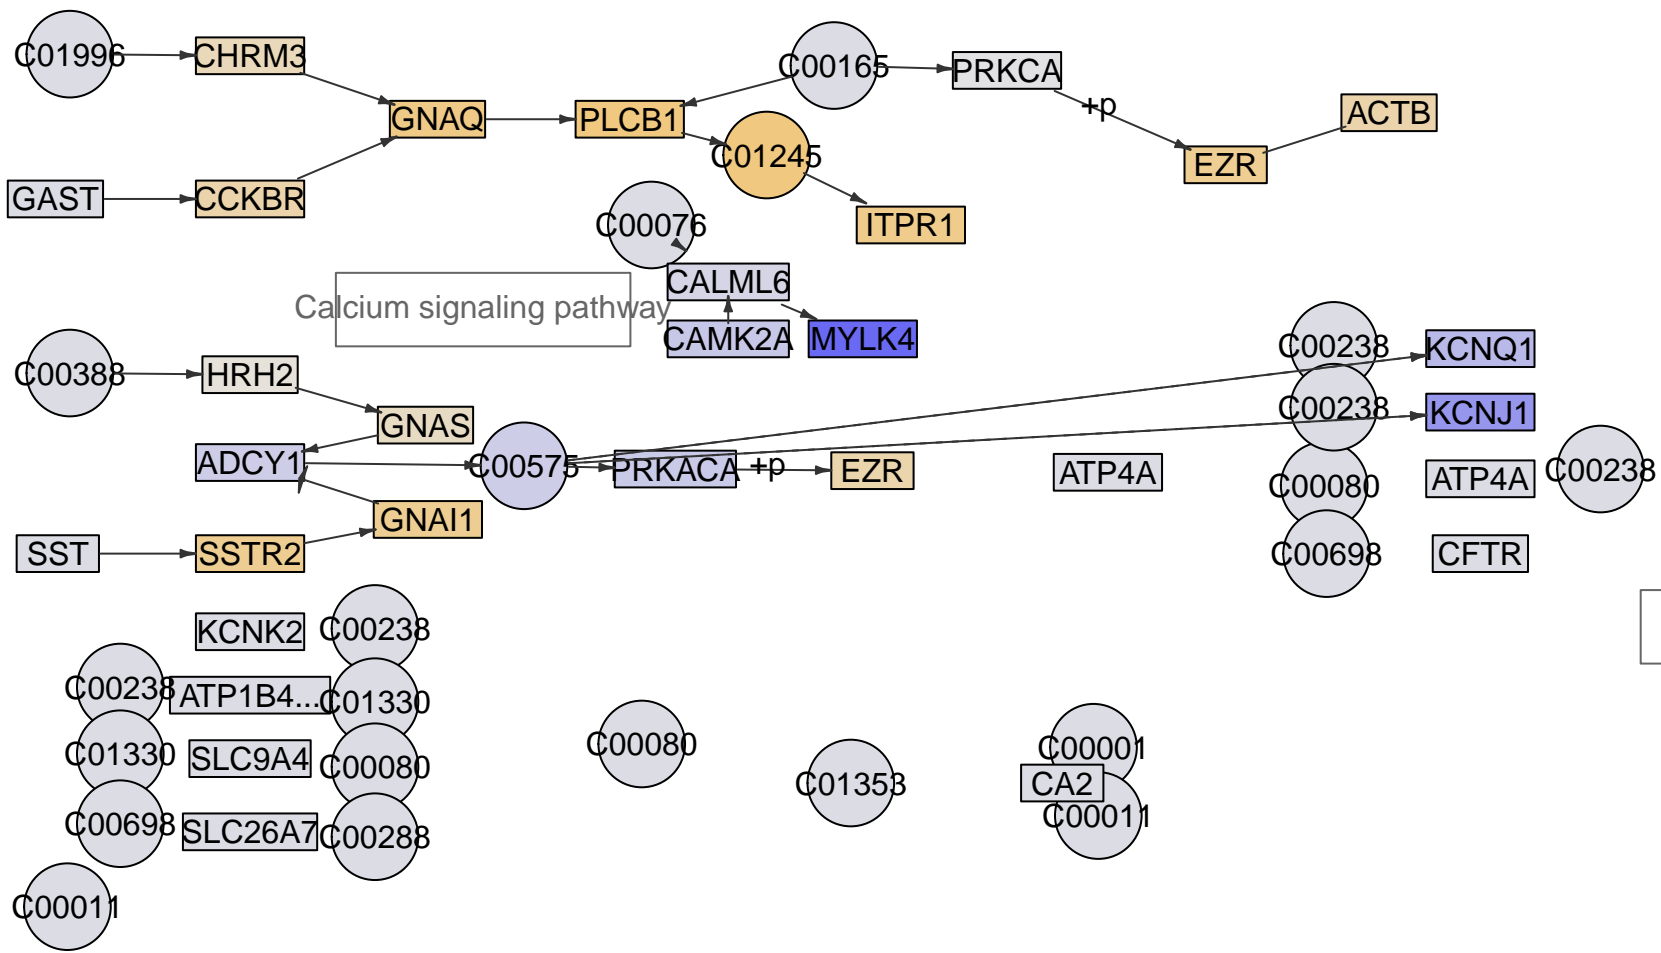 C01996
CHRM3
C00165
PRKCA
+p
ACTB
GNAQ
PLCB1
C01245
EZR
GAST
CCKBR
C00076
ITPR1
CALML6
Calcium signaling pathway
CAMK2A
MYLK4
C00238
KCNQ1
C00388
HRH2
C00238
KCNJ1
GNAS
ADCY1
C00575
PRKACA
+p
EZR
ATP4A
C00080
ATP4A
C00238
GNAI1
SST
SSTR2
C00698
CFTR
KCNK2
C00238
C00238
ATP1B4...
C01330
C01330
SLC9A4
C00080
C00080
C01353
C00001
CA2
C00011
C00698
SLC26A7
C00288
C00011